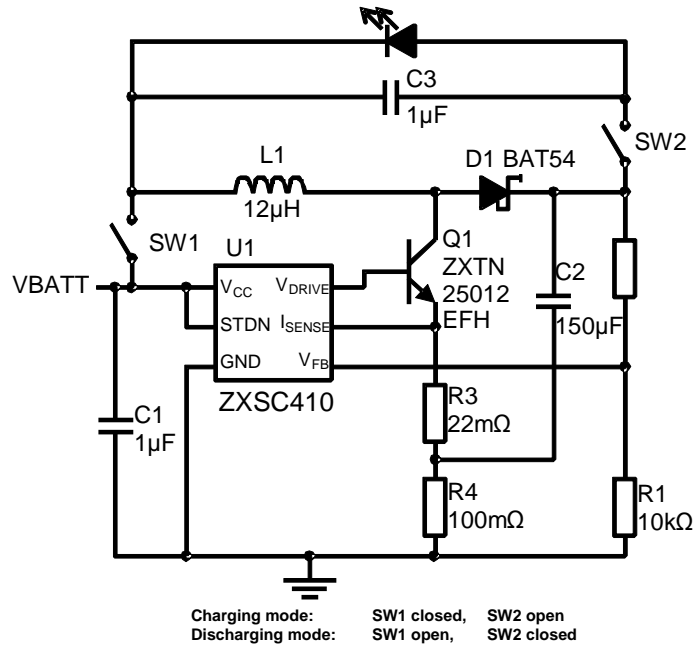 C3
1µF
SW2
L1
D1 BAT54
12µH
SW1
U1
Q1
ZXTN
25012
EFH
VBATT
VCC
VDRIVE
C2
STDN
ISENSE
150µF
GND
VFB
ZXSC410
C1
1µF
R3
22mΩ
R4
100mΩ
R1
10kΩ
Charging mode: SW1 closed, SW2 open
Discharging mode: SW1 open, SW2 closed